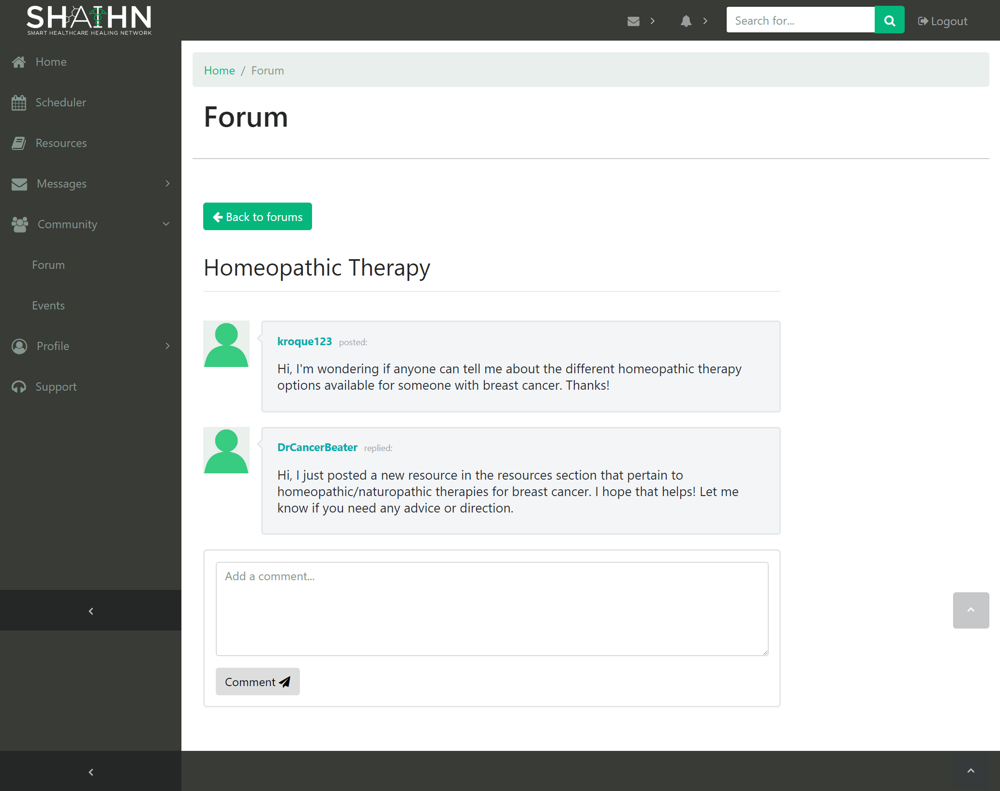 SHAIHN
SMART HEALTHCARE HEALING NETWORK
Search for...
Logout
Home
Scheduler
Resources
Messages
Community
Forum
Events
Profile
Support
Home / Forum
Forum
Back to forums
Homeopathic Therapy
kroque123 posted:
Hi, I'm wondering if anyone can tell me about the different homeopathic therapy
options available for someone with breast cancer. Thanks!
DrCancerBeater replied:
Hi, I just posted a new resource in the resources section that pertain to
homeopathic/naturopathic therapies for breast cancer. I hope that helps! Let me
know if you need any advice or direction.
Add a comment...
Comment